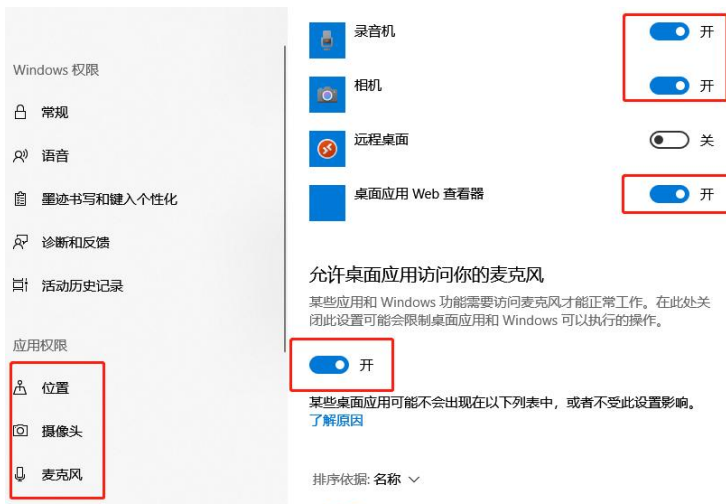 Windows 权限
常规
语音
墨迹书写和键入个性化
诊断和反馈
活动历史记录
应用权限
位置
摄像头
麦克风
录音机 开
相机 开
远程桌面 关
桌面应用 Web 查看器 开
允许桌面应用访问你的麦克风
某些应用和 Windows 功能需要访问麦克风才能正常工作。在此处关
闭此设置可能会限制桌面应用和 Windows 可以执行的操作。
开
某些桌面应用可能不会出现在以下列表中，或者不受此设置影响。
了解原因
排序依据: 名称